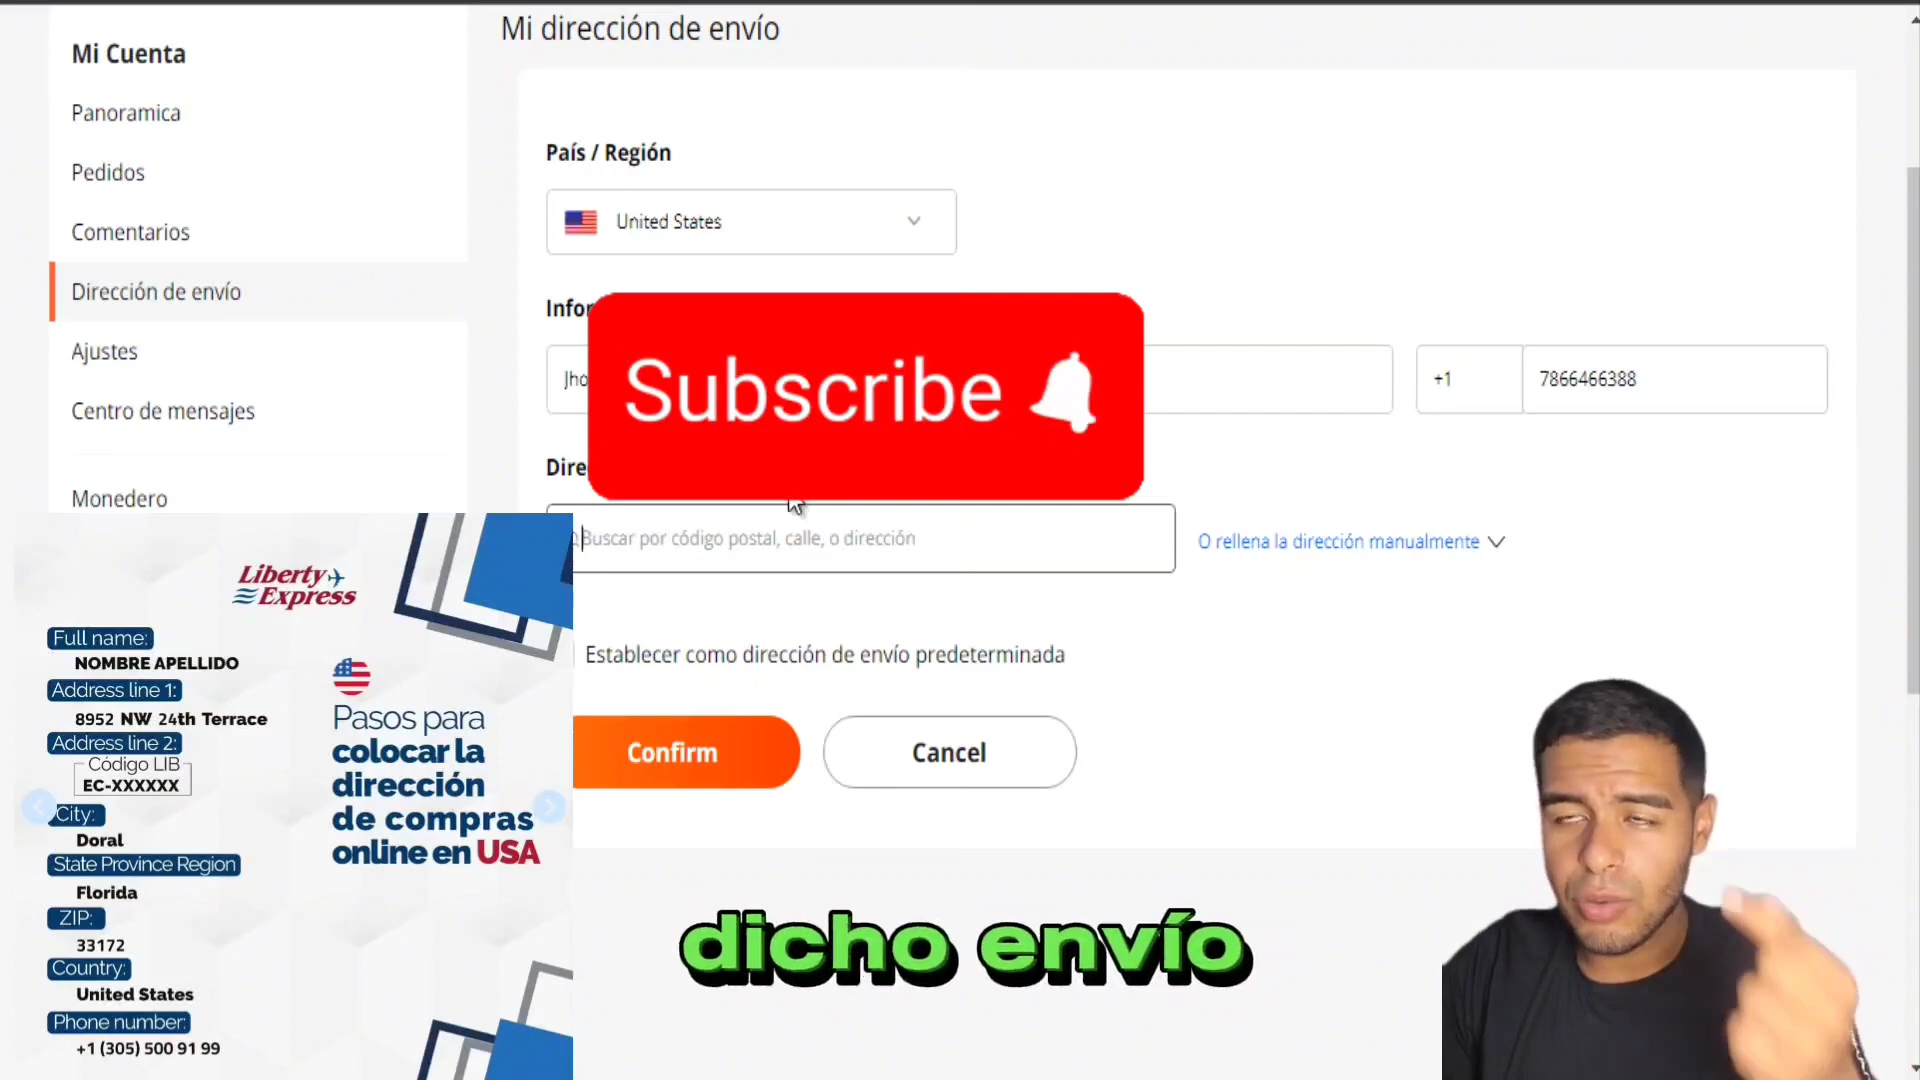 Mi dirección de envío
Mi Cuenta
Panoramica
Pedidos
Comentarios
Dirección de envío
Ajustes
Centro de mensajes
Monedero
País / Región
United States
Infor
Jho
+1
7866466388
Subscribe
Dire
Buscar por código postal, calle, o dirección
O rellena la dirección manualmente
Establecer como dirección de envío predeterminada
Confirm
Cancel
Liberty
Express
Full name:
NOMBRE APELLIDO
Address line 1:
8952 NW 24th Terrace
Address line 2:
Código LIB
EC-XXXXXX
City:
Doral
State Province Region
Florida
ZIP:
33172
Country:
United States
Phone number:
+1 (305) 500 91 99
Pasos para
colocar la
dirección
de compras
online en USA
dicho envío